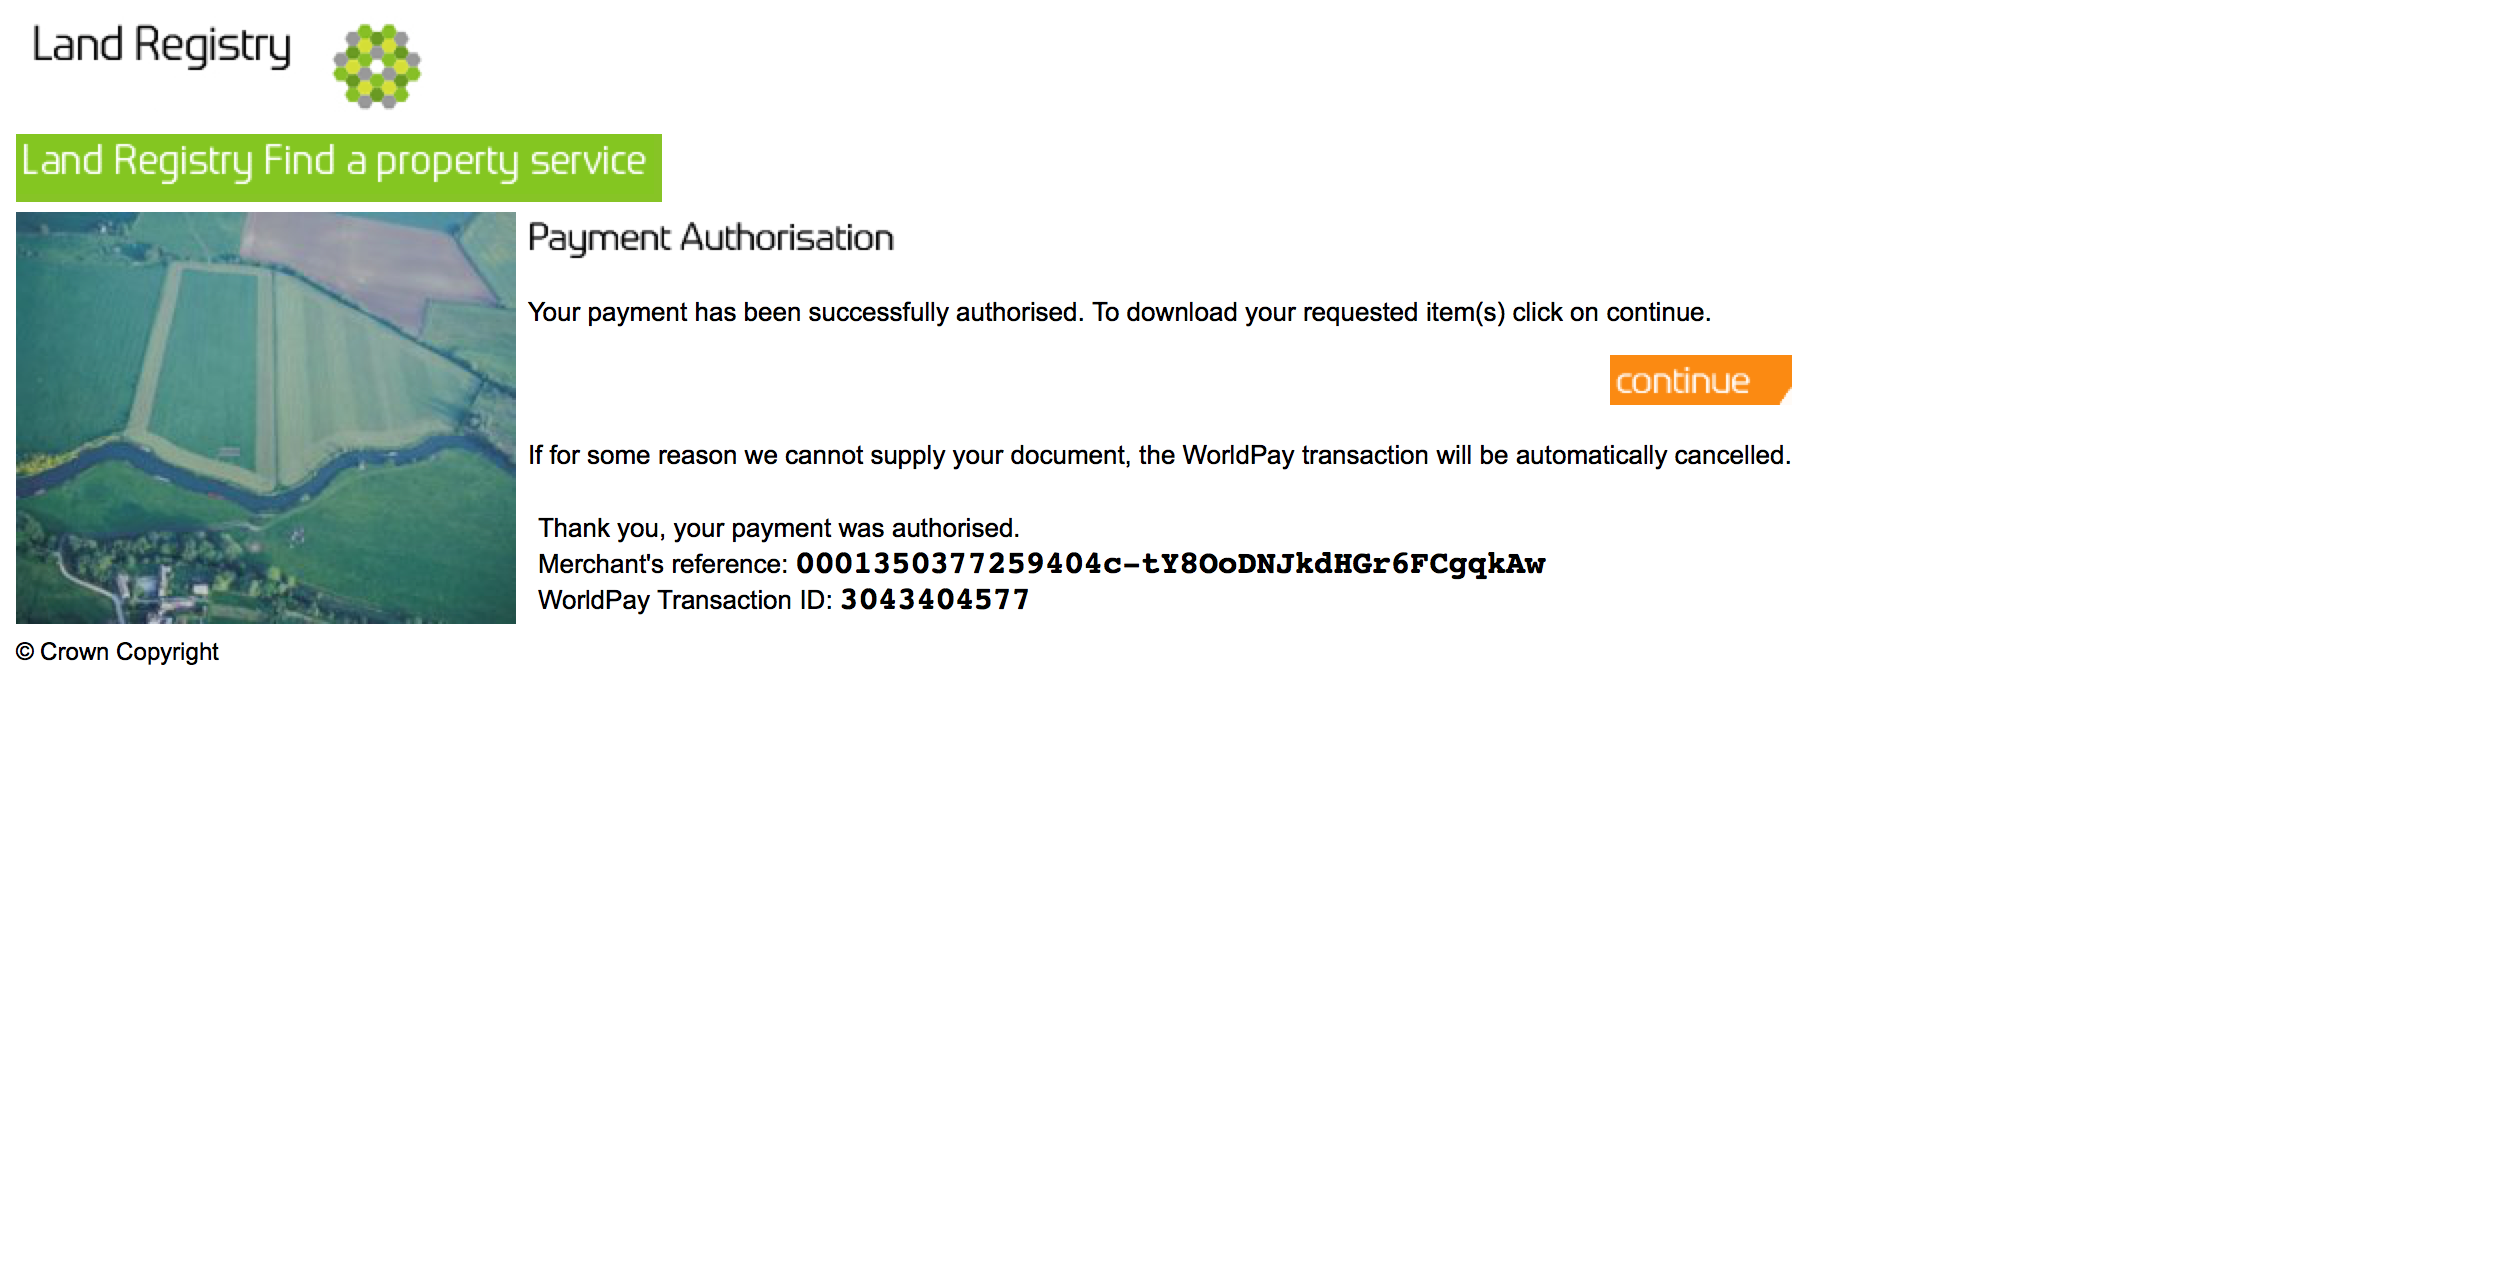 Land Registry
Land Registry Find a property service
Payment Authorisation
Your payment has been successfully authorised. To download your requested item(s) click on continue.
continue
If for some reason we cannot supply your document, the WorldPay transaction will be automatically cancelled.
Thank you, your payment was authorised.
Merchant's reference: 0001350377259404c-tY8OoDNJkdHGr6FCgqkAw
WorldPay Transaction ID: 3043404577
© Crown Copyright